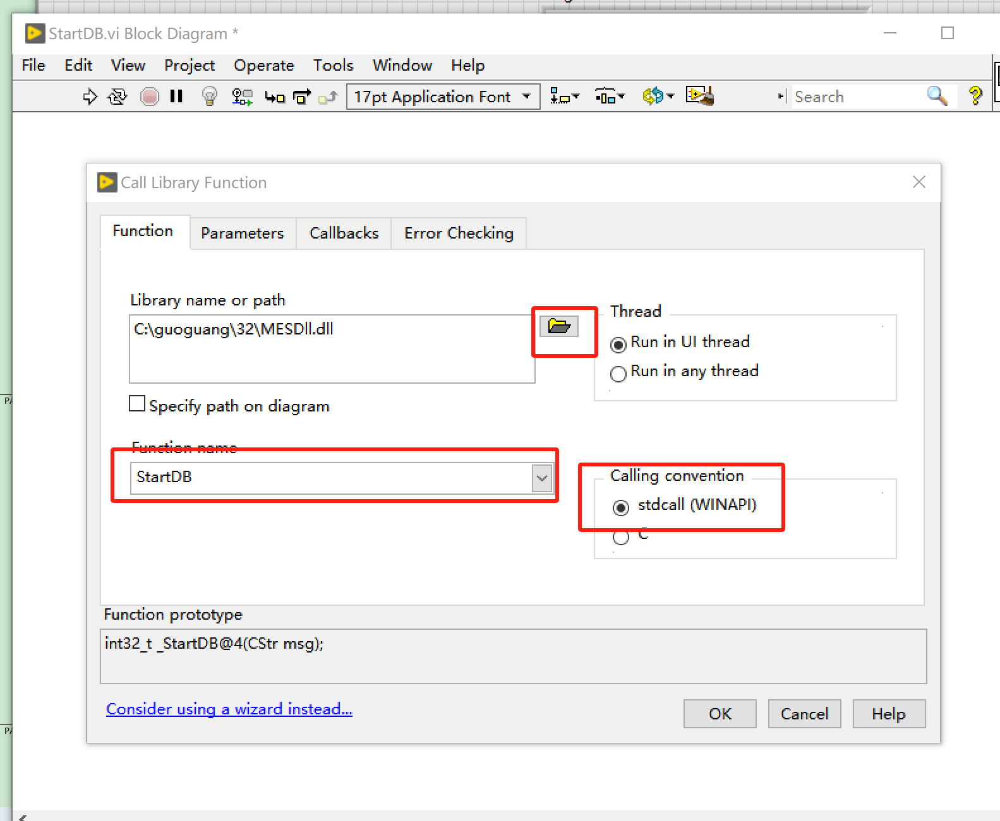 StartDB.vi Block Diagram *
File Edit View Project Operate Tools Window Help
17pt Application Font
Search
Call Library Function
Function Parameters Callbacks Error Checking
Library name or path
C:\guoguang\32\MESDll.dll
Thread
Run in UI thread
Run in any thread
Specify path on diagram
Function name
StartDB
Calling convention
stdcall (WINAPI)
C
Function prototype
int32_t _StartDB@4(CStr msg);
Consider using a wizard instead...
OK Cancel Help